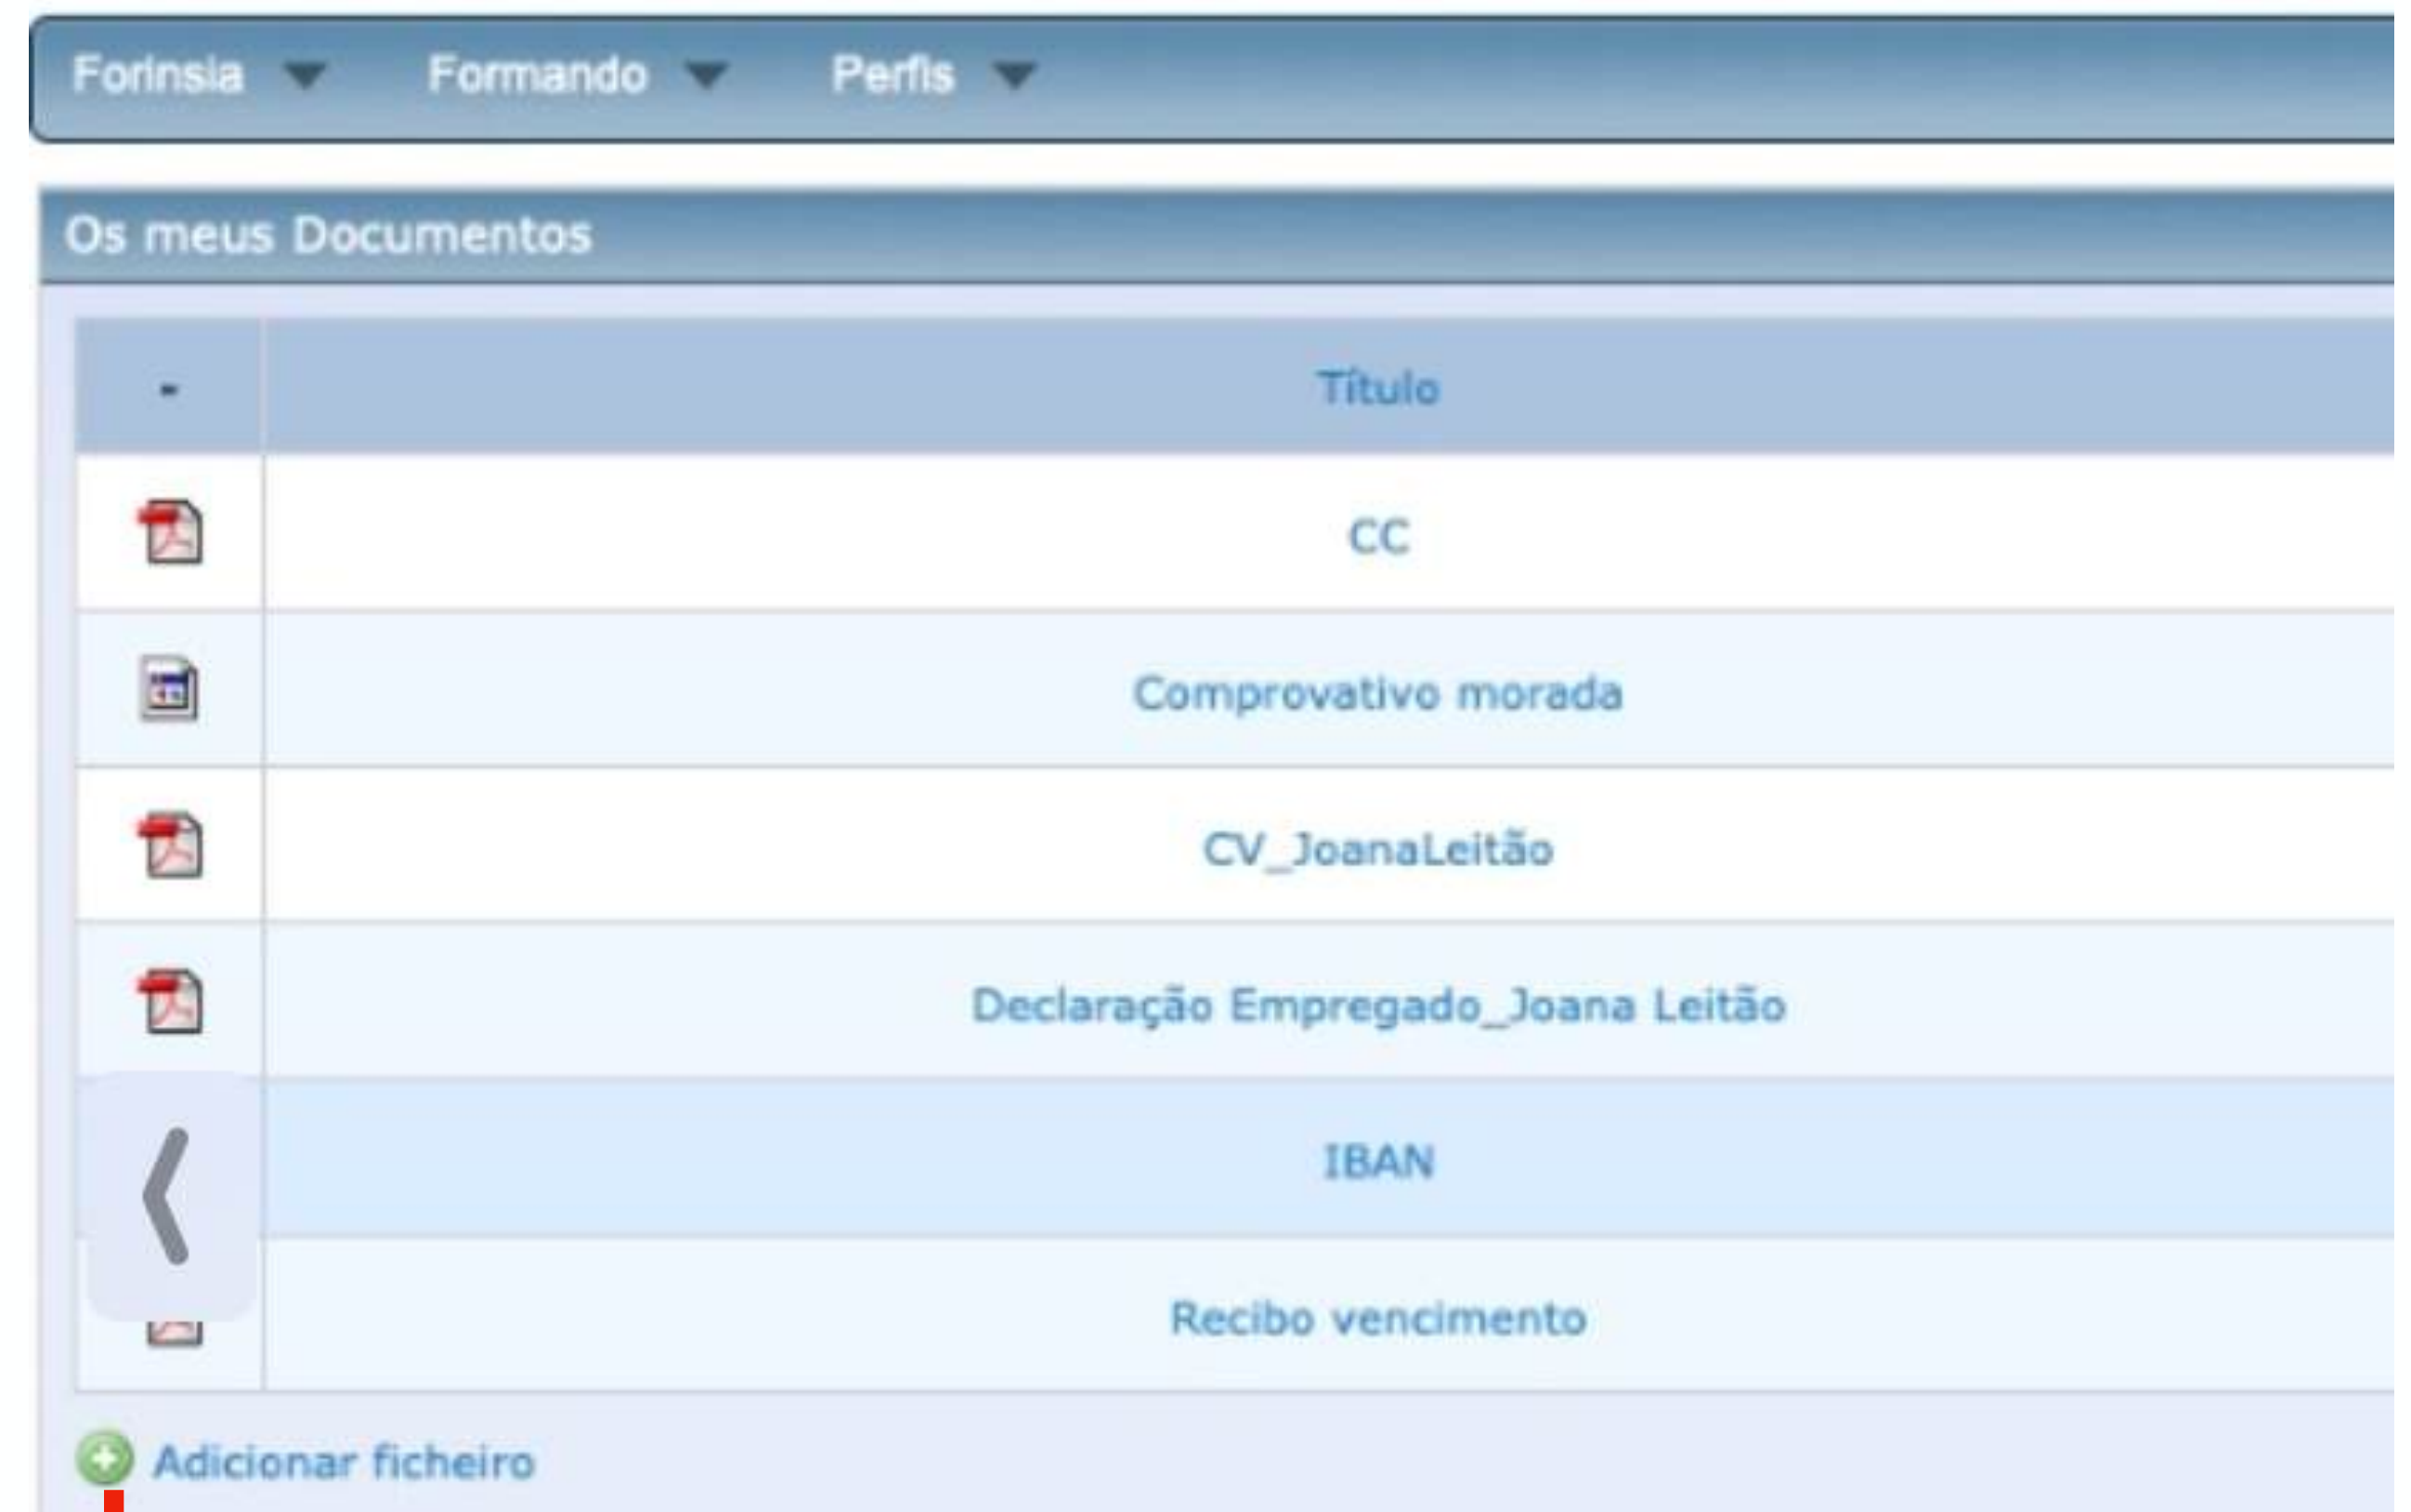 Forinsia Formando Perfis
Os meus Documentos
- Título
CC
Comprovativo morada
CV_JoanaLeitão
Declaração Empregado_Joana Leitão
IBAN
Recibo vencimento
Adicionar ficheiro